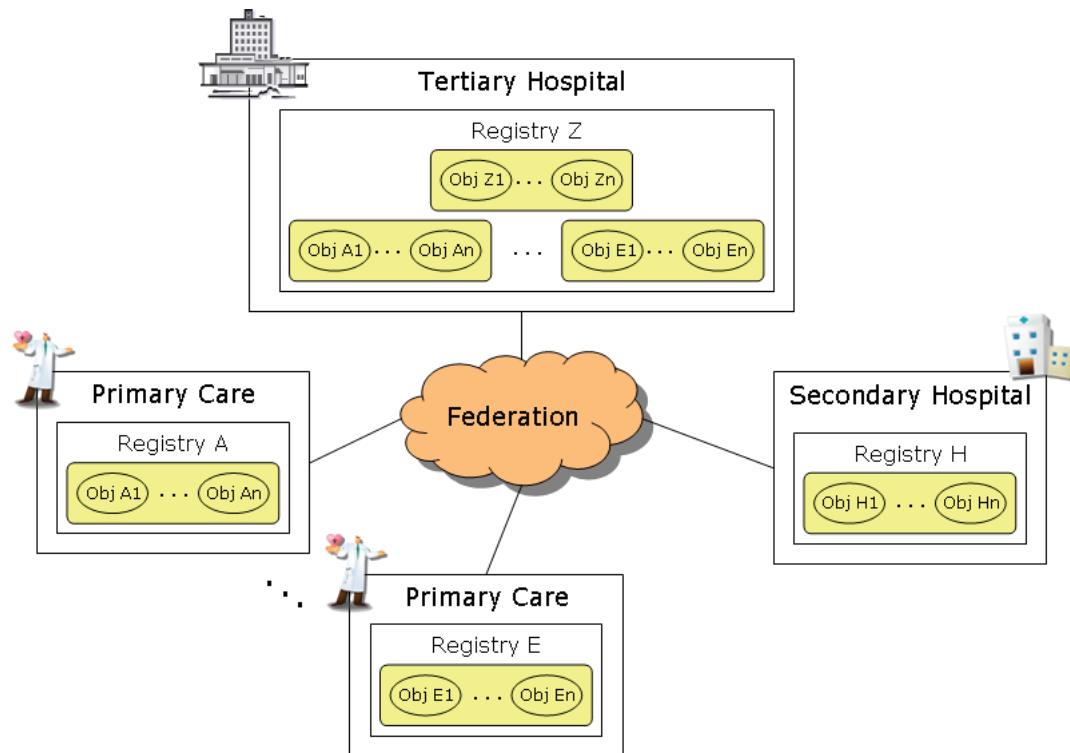 Tertiary Hospital
Registry Z
Obj Z1 ... Obj Zn
Obj A1 ... Obj An ... Obj E1 ... Obj En
Federation
Primary Care
Registry A
Obj A1 ... Obj An
Secondary Hospital
Registry H
Obj H1 ... Obj Hn
...
Primary Care
Registry E
Obj E1 ... Obj En